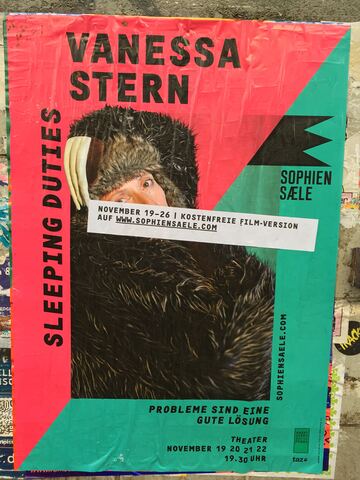 VANESSA
STERN
SLEEPING DUTIES
SOPHIEN
SÆLE
NOVEMBER 19-26 | KOSTENFREIE FILM-VERSION
AUF WWW.SOPHIENSAELE.COM
SOPHIENSAELE.COM
PROBLEME SIND EINE
GUTE LÖSUNG
THEATER
NOVEMBER 19 20 21 22
19.30 UHR
taz